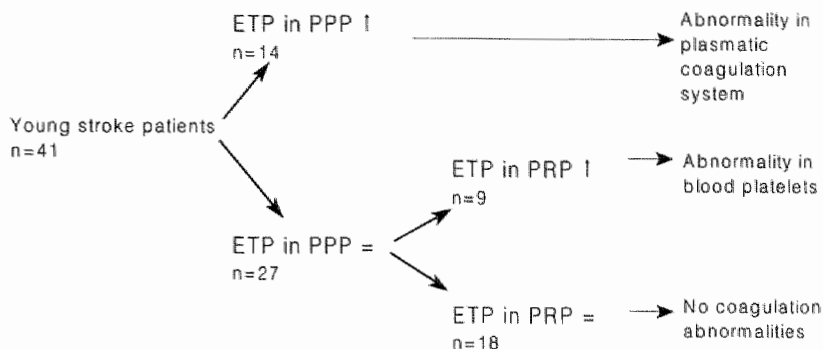 ETP in PPP ↑
n=14
Abnormality in
plasmatic
coagulation
system
Young stroke patients
n=41
ETP in PRP ↑
n=9
Abnormality in
blood platelets
ETP in PPP =
n=27
ETP in PRP =
n=18
No coagulation
abnormalities